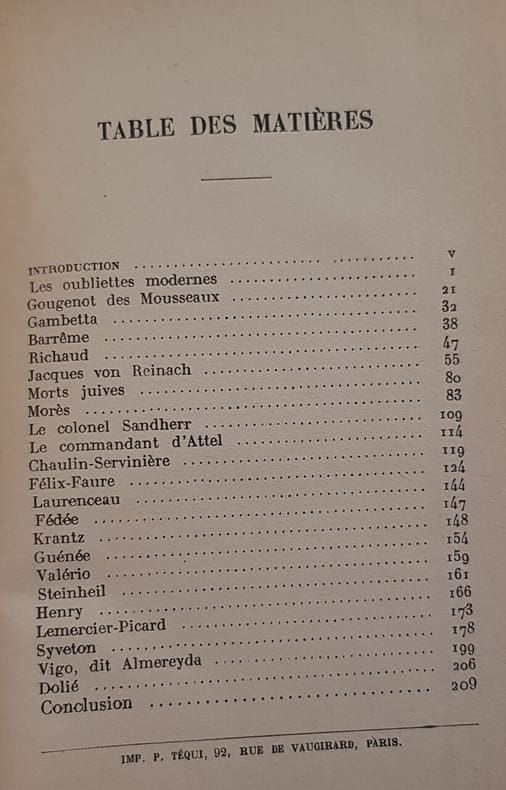 TABLE DES MATIÈRES
INTRODUCTION .......... v
Les oubliettes modernes .......... 1
Gougenot des Mousseaux .......... 21
Gambetta .......... 32
Barrême .......... 38
Richaud .......... 47
Jacques von Reinach .......... 55
Morts juives .......... 80
Morès .......... 83
Le colonel Sandherr .......... 109
Le commandant d'Attel .......... 114
Chaulin-Servinière .......... 119
Félix-Faure .......... 124
Laurenceau .......... 144
Fédée .......... 147
Krantz .......... 148
Guénée .......... 154
Valério .......... 159
Steinheil .......... 161
Henry .......... 166
Lemercier-Picard .......... 173
Syveton .......... 178
Vigo, dit Almereyda .......... 199
Dolié .......... 206
Conclusion .......... 209
IMP. P. TÉQUI, 92, RUE DE VAUGIRARD, PARIS.